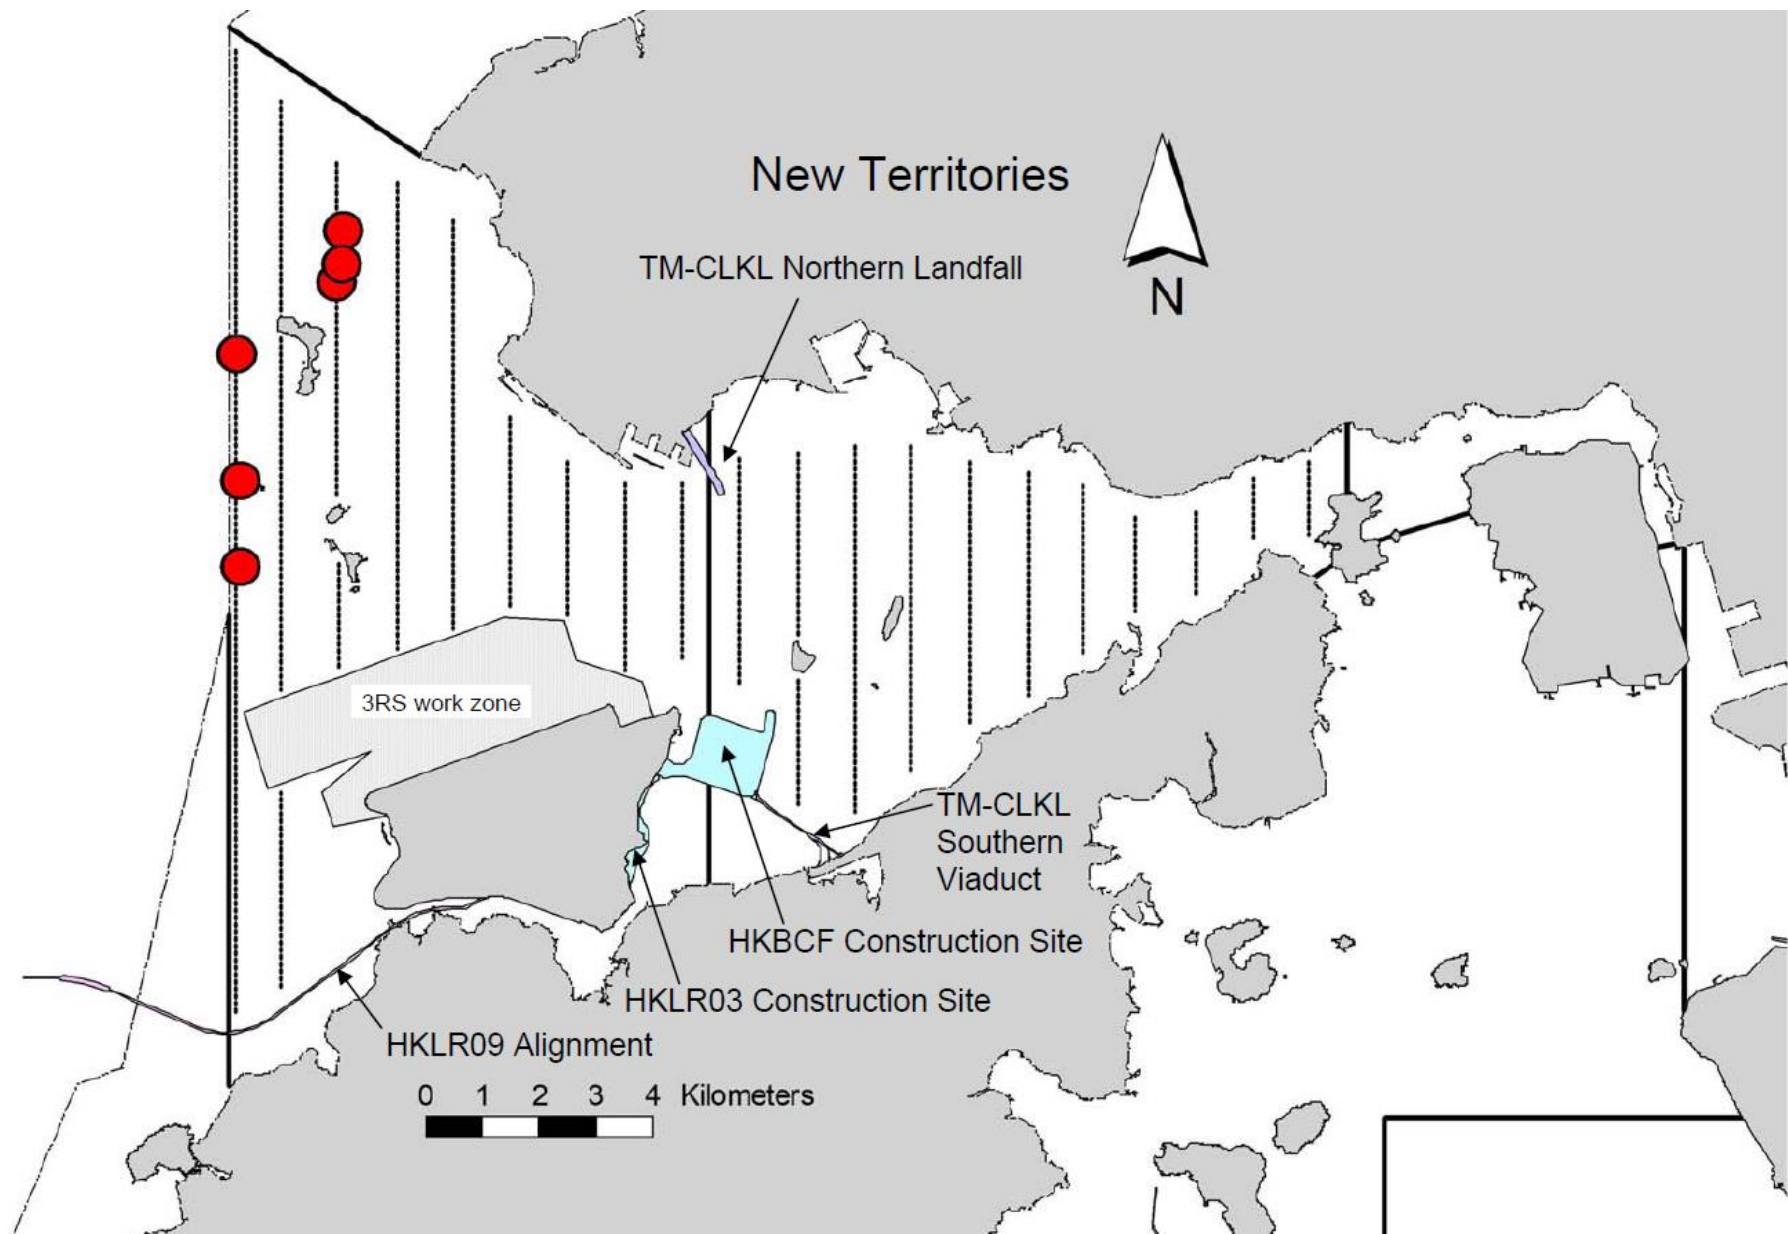 New Territories
TM-CLKL Northern Landfall
N
3RS work zone
TM-CLKL
Southern
Viaduct
HKBCF Construction Site
HKLR03 Construction Site
HKLR09 Alignment
0 1 2 3 4 Kilometers